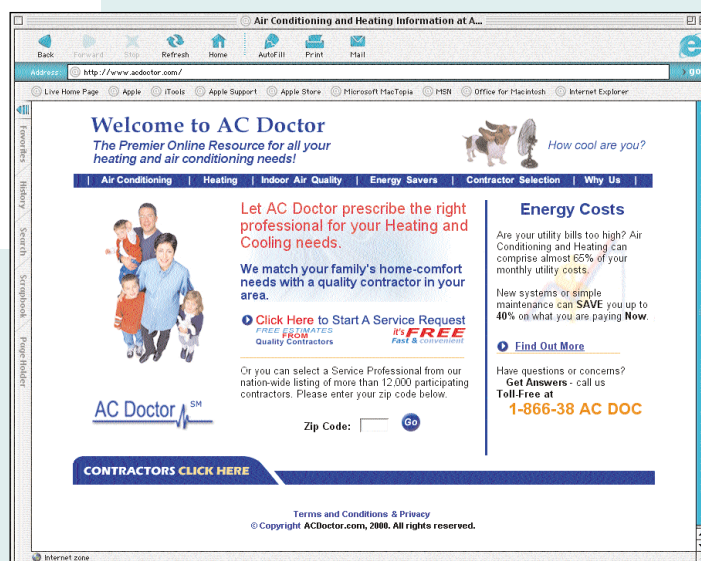 Air Conditioning and Heating Information at A...
Back Forward Stop Refresh Home AutoFill Print Mail
Address http://www.acdoctor.com/ go
Live Home Page Apple iTools Apple Support Apple Store Microsoft MacTopia MSN Office for Macintosh Internet Explorer
Favorites
History
Search
Scrapbook
Page Holder
Welcome to AC Doctor
The Premier Online Resource for all your
heating and air conditioning needs!
How cool are you?
| Air Conditioning | Heating | Indoor Air Quality | Energy Savers | Contractor Selection | Why Us |
Let AC Doctor prescribe the right
professional for your Heating and
Cooling needs.
We match your family's home-comfort
needs with a quality contractor in your
area.
Click Here to Start A Service Request
FREE ESTIMATES
FROM
Quality Contractors
it's FREE
Fast & convenient
Or you can select a Service Professional from our
nation-wide listing of more than 12,000 participating
contractors. Please enter your zip code below.
Zip Code: Go
AC Doctor SM
Energy Costs
Are your utility bills too high? Air
Conditioning and Heating can
comprise almost 65% of your
monthly utility costs.
New systems or simple
maintenance can SAVE you up to
40% on what you are paying Now.
Find Out More
Have questions or concerns?
Get Answers - call us
Toll-Free at
1-866-38 AC DOC
CONTRACTORS CLICK HERE
Terms and Conditions & Privacy
© Copyright ACDoctor.com, 2000. All rights reserved.
Internet zone